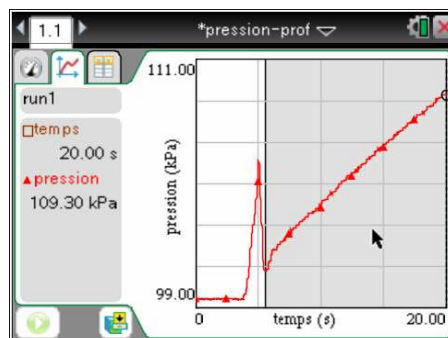 1.1
*pression-prof
run1
temps
20.00 s
pression
109.30 kPa
111.00
pression (kPa)
99.00
0
temps (s)
20.00